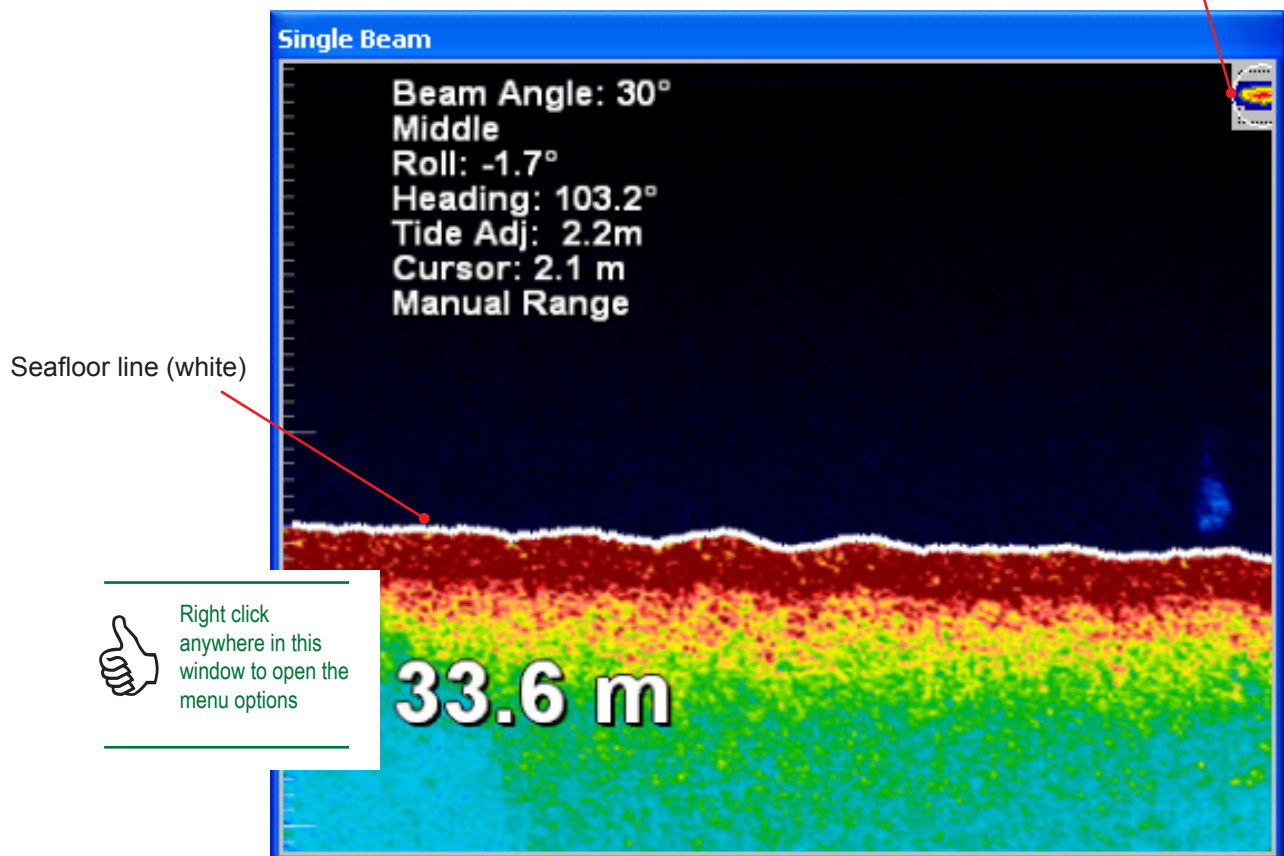 Single Beam
Beam Angle: 30°
Middle
Roll: -1.7°
Heading: 103.2°
Tide Adj: 2.2m
Cursor: 2.1 m
Manual Range
Seafloor line (white)
Right click
anywhere in this
window to open the
menu options
33.6 m